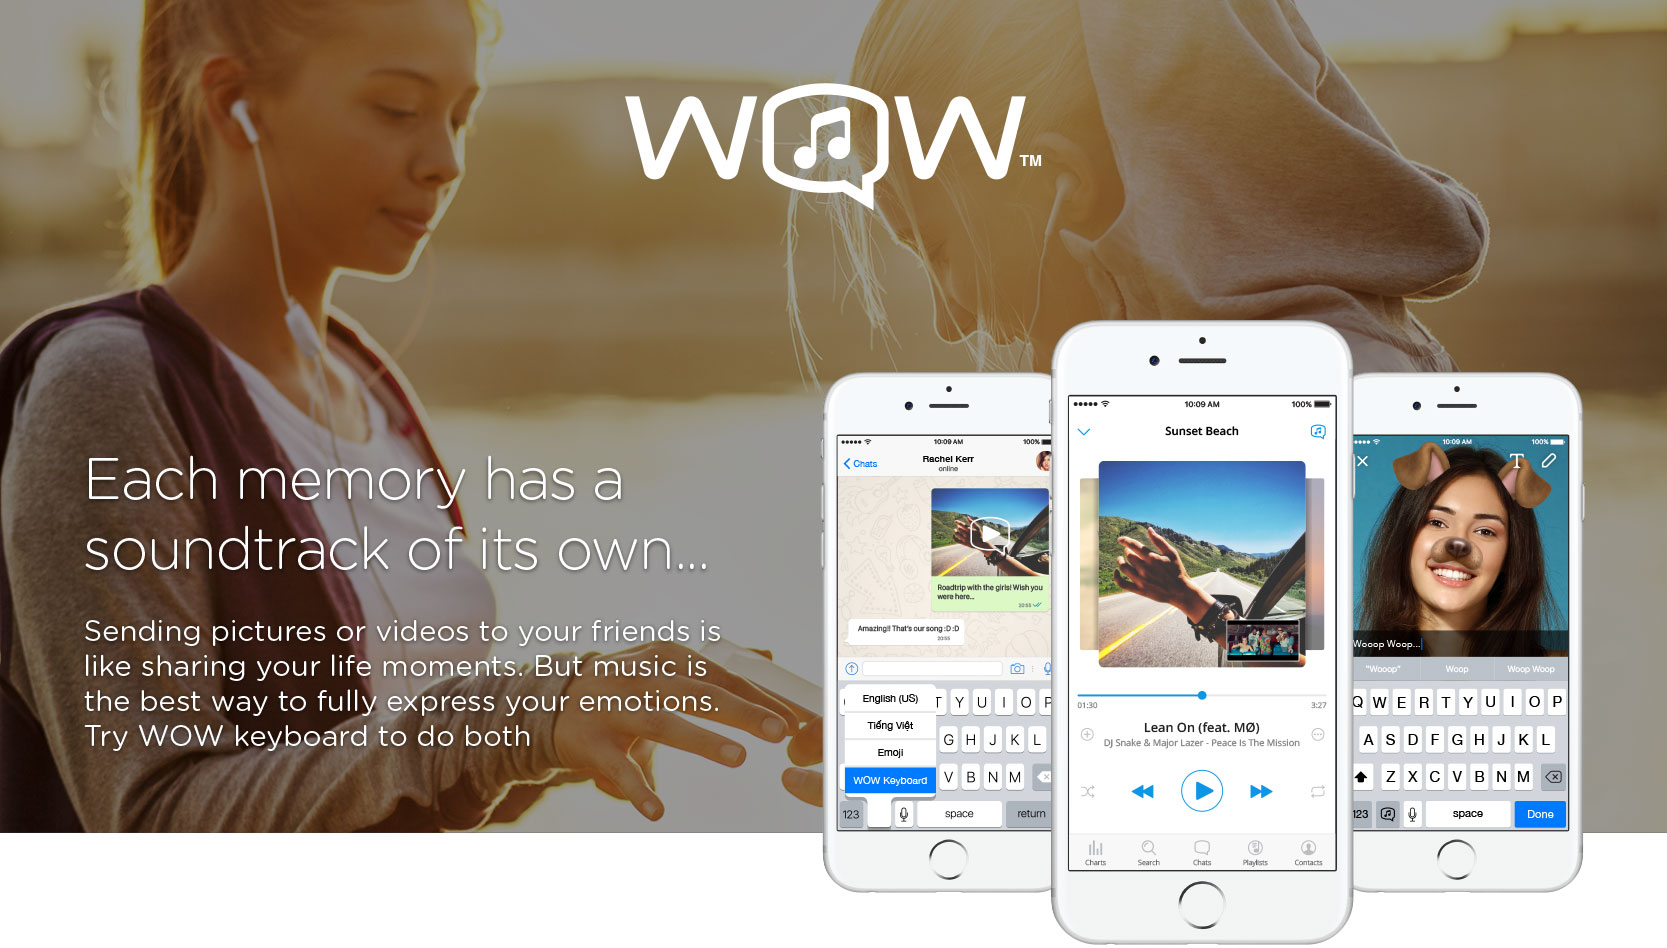 WOW™
Each memory has a
soundtrack of its own...
Sending pictures or videos to your friends is
like sharing your life moments. But music is
the best way to fully express your emotions.
Try WOW keyboard to do both
10:09 AM 100%
Chats Rachel Kerr
online
Roadtrip with the girls! Wish you
were here...
20:55
Amazing!! That's our song :D :D
20:55
English (US)
Tiếng Việt
Emoji
WOW Keyboard
T Y U I O P
G H J K L
V B N M
123 space return
10:09 AM 100%
Sunset Beach
01:30 3:27
Lean On (feat. MØ)
DJ Snake & Major Lazer - Peace Is The Mission
Charts Search Chats Playlists Contacts
10:09 AM 100%
T
Wooop Woop...
"Wooop" Woop Woop Woop
Q W E R T Y U I O P
A S D F G H J K L
Z X C V B N M
123 space Done